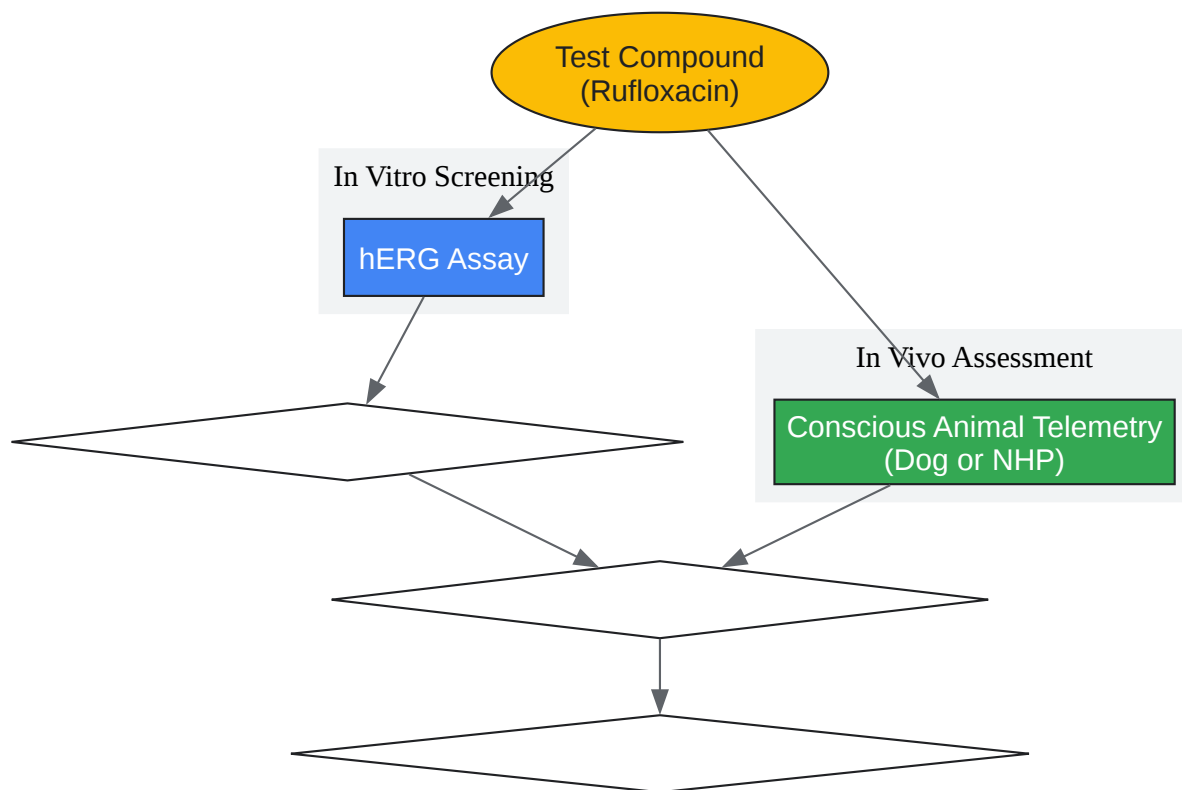 Test Compound
(Rufloxacin)
In Vitro Screening
hERG Assay
In Vivo Assessment
Conscious Animal Telemetry
(Dog or NHP)